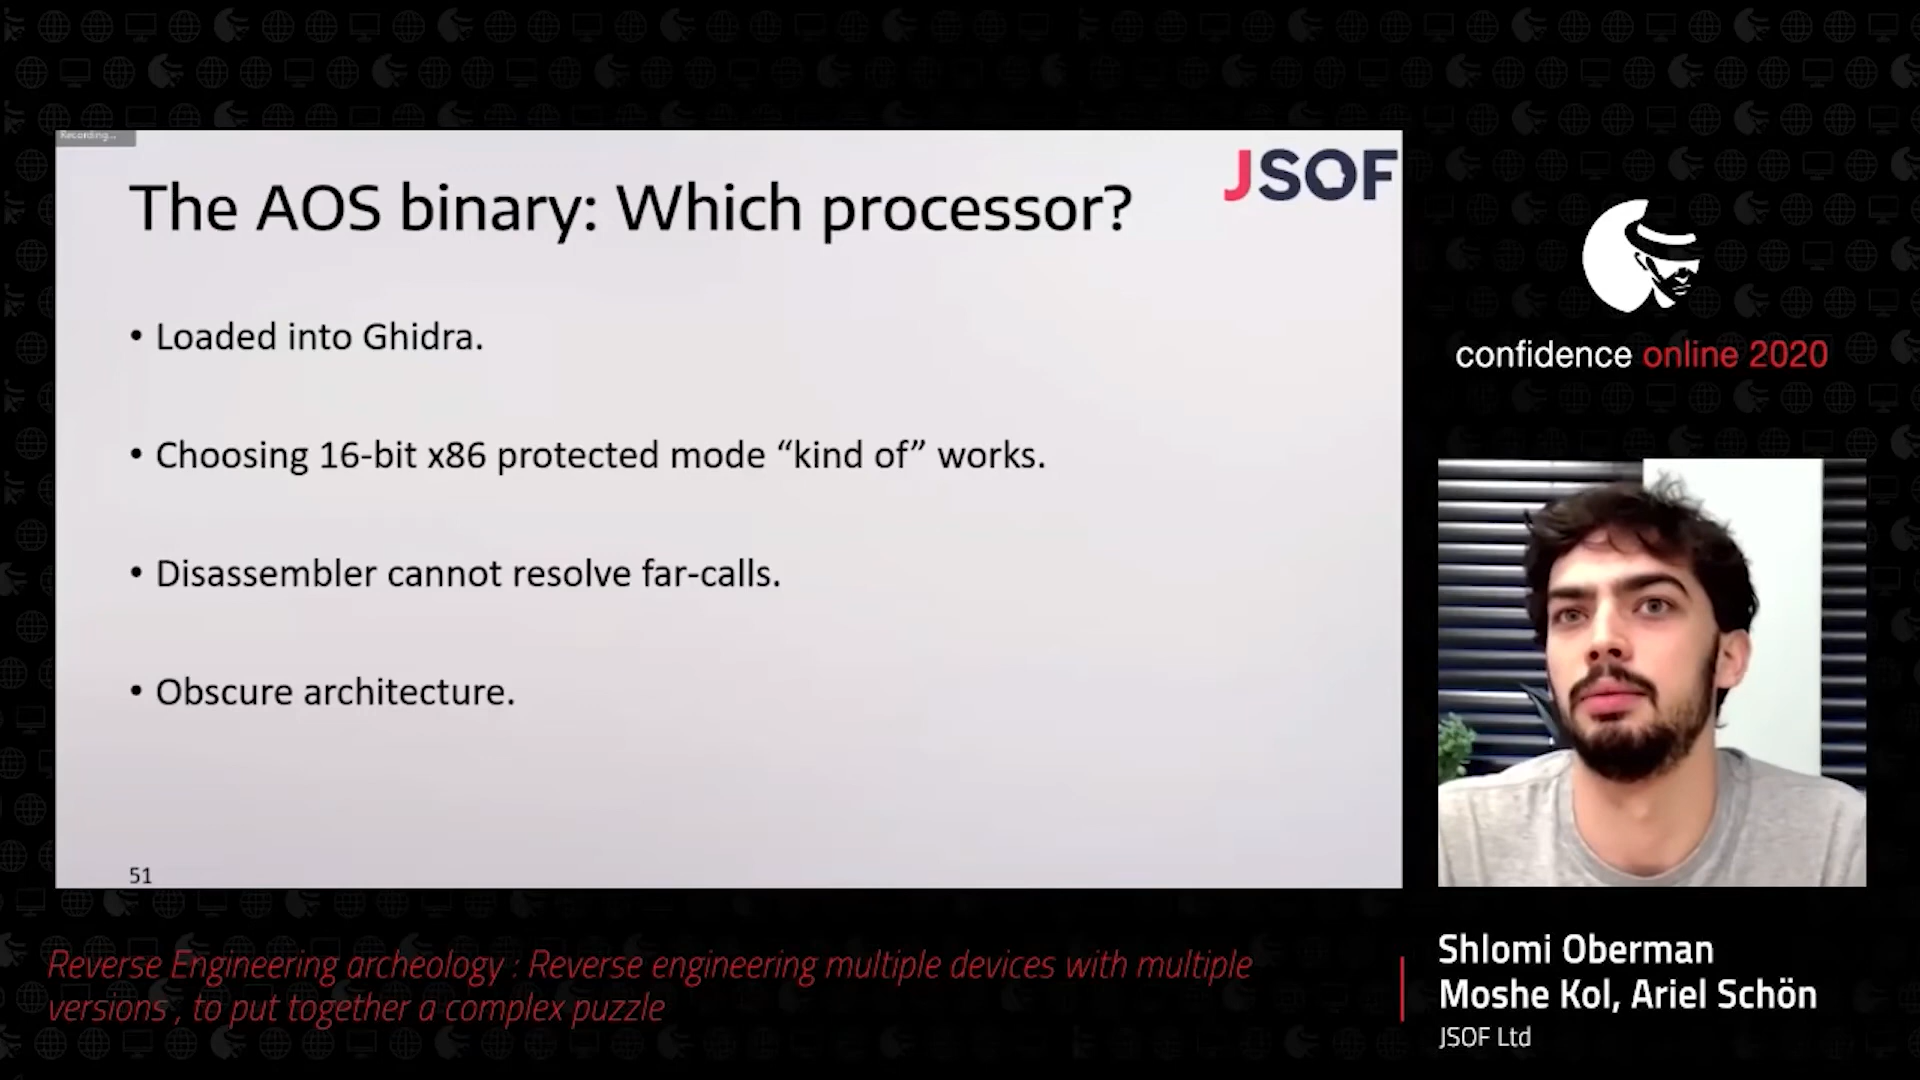 Recording...
JSOF
The AOS binary: Which processor?
• Loaded into Ghidra.
• Choosing 16-bit x86 protected mode “kind of” works.
• Disassembler cannot resolve far-calls.
• Obscure architecture.
51
confidence online 2020
Reverse Engineering archeology : Reverse engineering multiple devices with multiple
versions , to put together a complex puzzle
Shlomi Oberman
Moshe Kol, Ariel Schön
JSOF Ltd